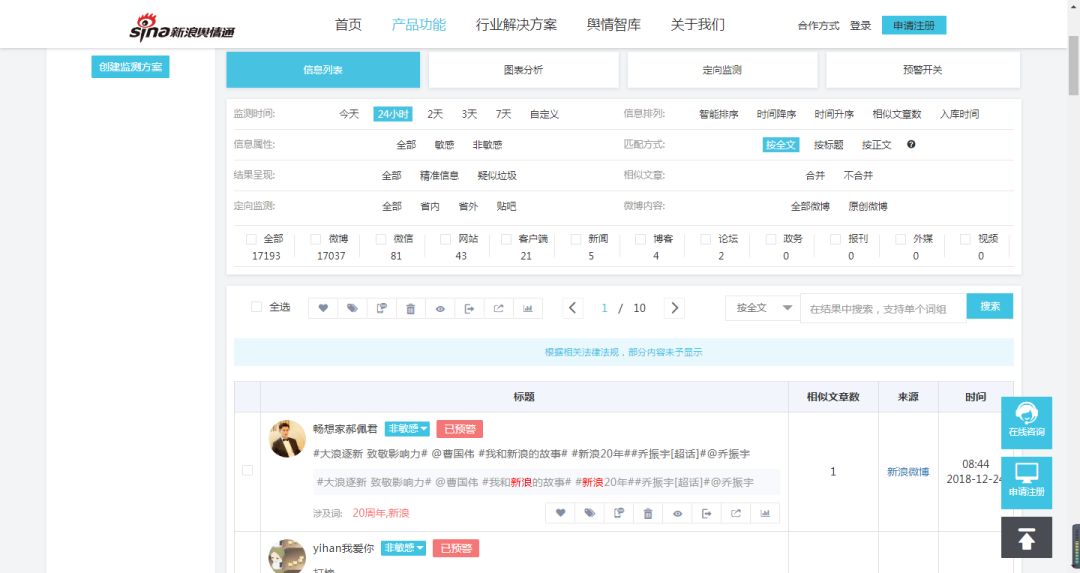 sina新浪舆情通 首页 产品功能 行业解决方案 舆情智库 关于我们 合作方式 登录 申请注册
创建监测方案 信息列表 图表分析 定向监测 预警开关
监测时间: 今天 24小时 2天 3天 7天 自定义 信息排列: 智能排序 时间降序 时间升序 相似文章数 入库时间
信息属性: 全部 敏感 非敏感 匹配方式: 按全文 按标题 按正文 ?
结果呈现: 全部 精准信息 疑似垃圾 相似文章: 合并 不合并
定向监测: 全部 省内 省外 贴吧 微博内容: 全部微博 原创微博
全部 微博 微信 网站 客户端 新闻 博客 论坛 政务 报刊 外媒 视频
17193 17037 81 43 21 5 4 2 0 0 0 0
全选 1 / 10 按全文 在结果中搜索，支持单个词组 搜索
根据相关法律法规，部分内容未予显示
标题 相似文章数 来源 时间
畅想家郝佩君 非敏感 已预警
#大浪逐新 致敬影响力# @曹国伟 #我和新浪的故事# #新浪20年##乔振宇[超话]#@乔振宇
#大浪逐新 致敬影响力# @曹国伟 #我和新浪的故事# #新浪20年##乔振宇[超话]#@乔振宇
涉及词: 20周年,新浪
1 新浪微博 08:44
2018-12-24
yihan我爱你 非敏感 已预警
在线咨询
申请注册